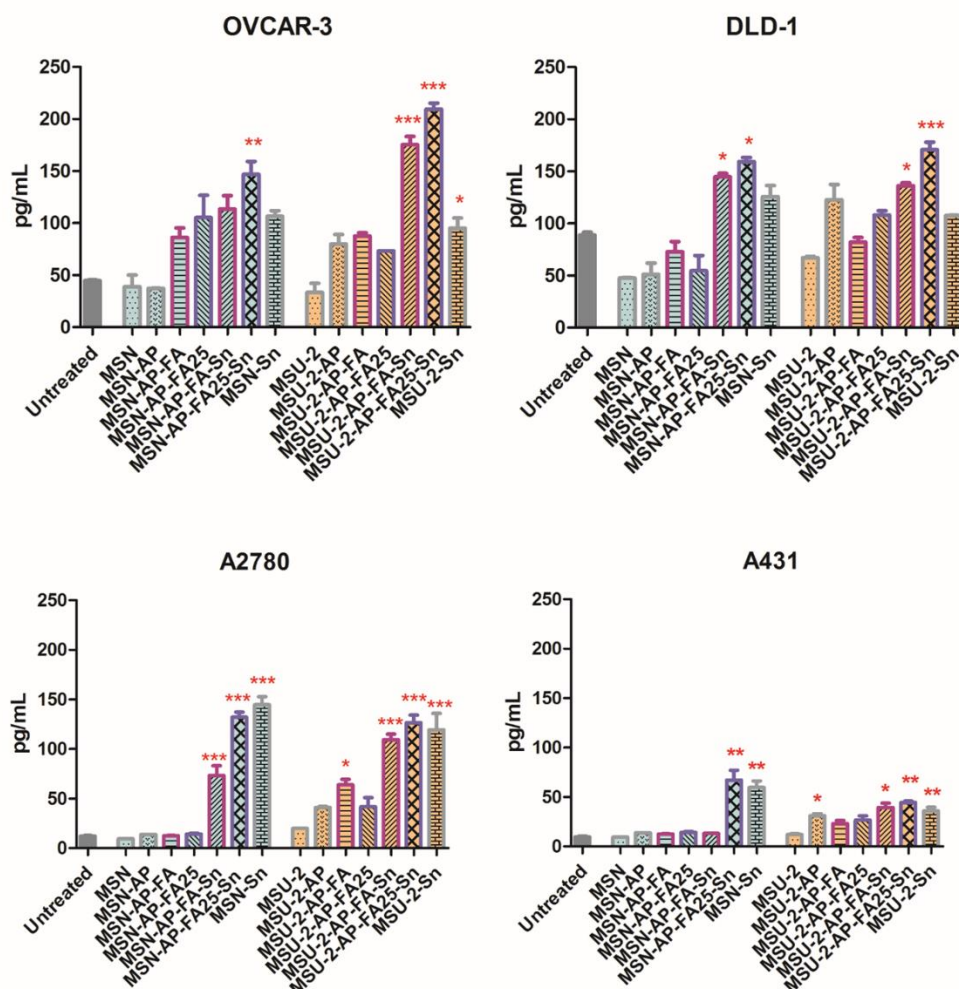 OVCAR-3
250
200
150
100
50
0
pg/mL
**
***
***
*
Untreated
MSN
MSN-AP
MSN-AP-FA
MSN-AP-FA25
MSN-AP-FA-Sn
MSN-AP-FA25-Sn
MSN-Sn
MSU-2
MSU-2-AP
MSU-2-AP-FA
MSU-2-AP-FA25
MSU-2-AP-FA-Sn
MSU-2-AP-FA25-Sn
MSU-2-Sn
DLD-1
250
200
150
100
50
0
pg/mL
*
*
*
***
Untreated
MSN
MSN-AP
MSN-AP-FA
MSN-AP-FA25
MSN-AP-FA-Sn
MSN-AP-FA25-Sn
MSN-Sn
MSU-2
MSU-2-AP
MSU-2-AP-FA
MSU-2-AP-FA25
MSU-2-AP-FA-Sn
MSU-2-AP-FA25-Sn
MSU-2-Sn
A2780
250
200
150
100
50
0
pg/mL
***
***
***
*
***
***
***
Untreated
MSN
MSN-AP
MSN-AP-FA
MSN-AP-FA25
MSN-AP-FA-Sn
MSN-AP-FA25-Sn
MSN-Sn
MSU-2
MSU-2-AP
MSU-2-AP-FA
MSU-2-AP-FA25
MSU-2-AP-FA-Sn
MSU-2-AP-FA25-Sn
MSU-2-Sn
A431
250
200
150
100
50
0
pg/mL
**
**
*
*
**
**
Untreated
MSN
MSN-AP
MSN-AP-FA
MSN-AP-FA25
MSN-AP-FA-Sn
MSN-AP-FA25-Sn
MSN-Sn
MSU-2
MSU-2-AP
MSU-2-AP-FA
MSU-2-AP-FA25
MSU-2-AP-FA-Sn
MSU-2-AP-FA25-Sn
MSU-2-Sn